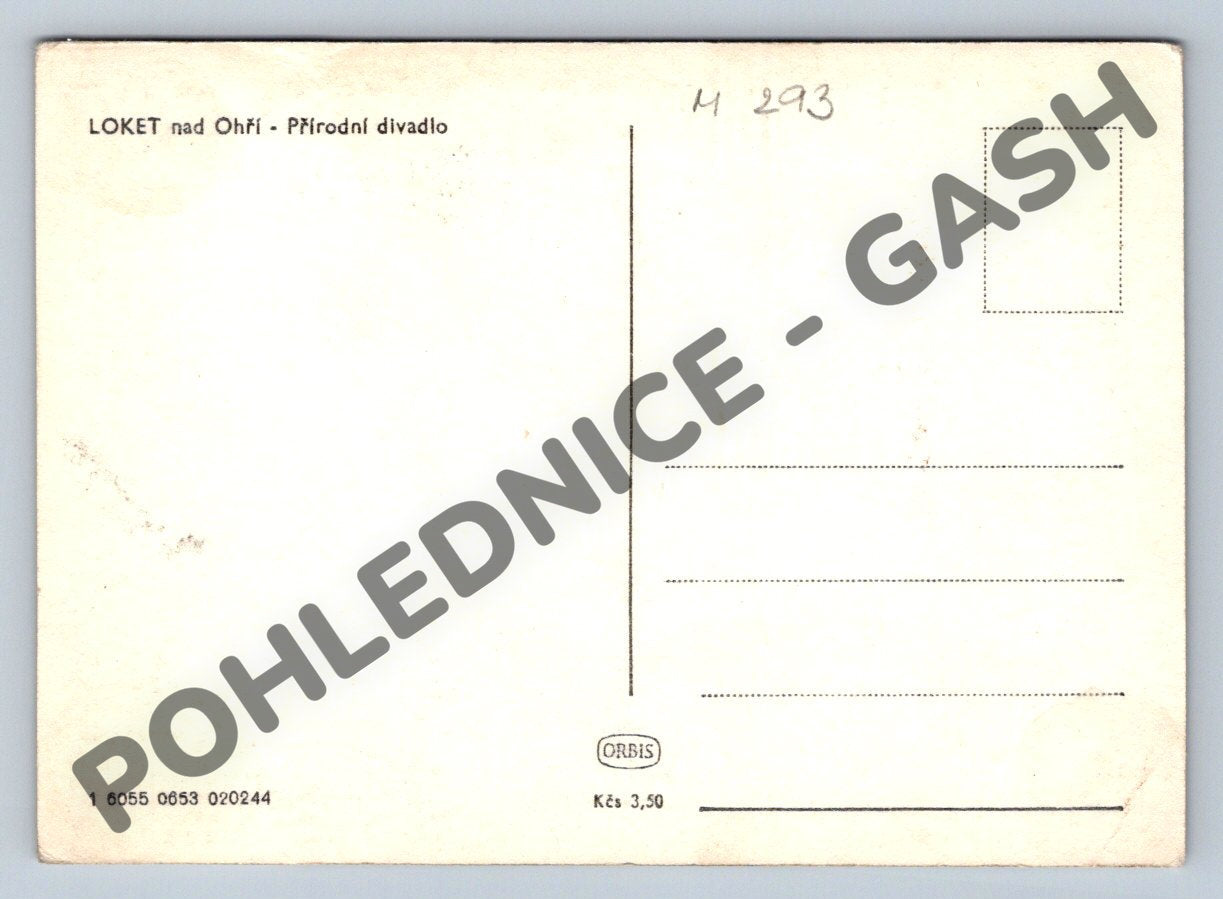 M 293
LOKET nad Ohří - Přírodní divadlo
POHLEDNICE - GASH
ORBIS
1 6055 0653 020244
Kčs 3,50